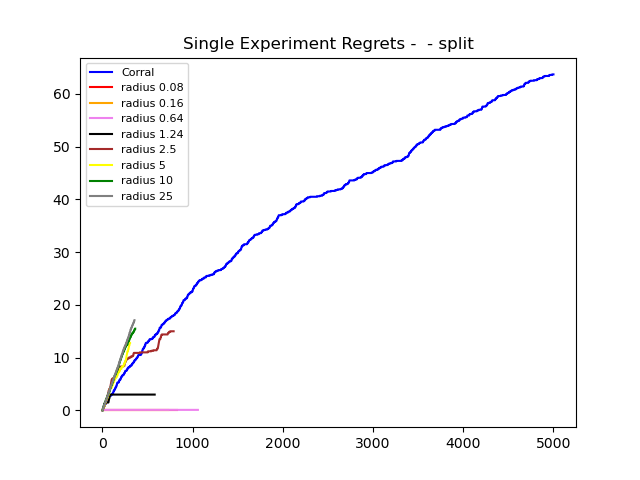 Single Experiment Regrets -  - split
Corral
radius 0.08
radius 0.16
radius 0.64
radius 1.24
radius 2.5
radius 5
radius 10
radius 25
60
50
40
30
20
10
0
0 1000 2000 3000 4000 5000